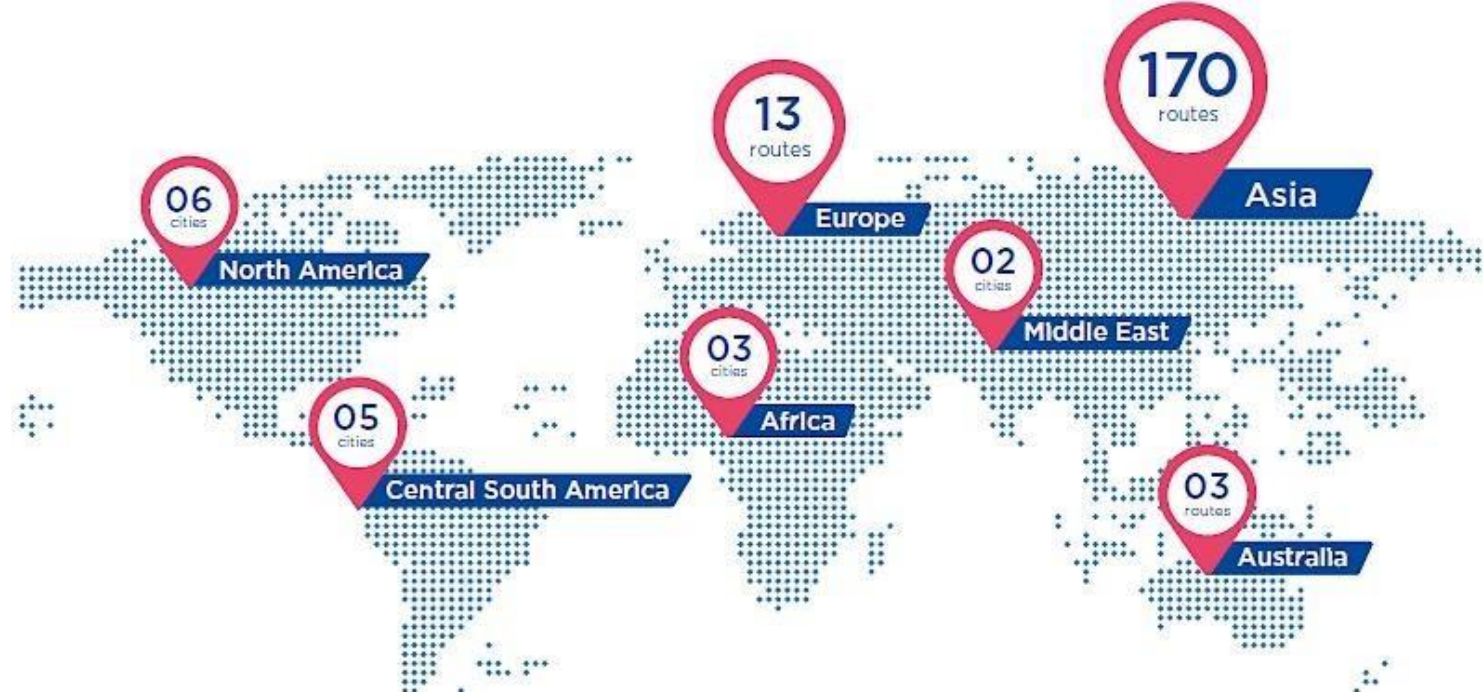 170
routes
Asia
13
routes
Europe
06
cities
North America
02
cities
Middle East
03
cities
Africa
05
cities
Central South America
03
routes
Australia